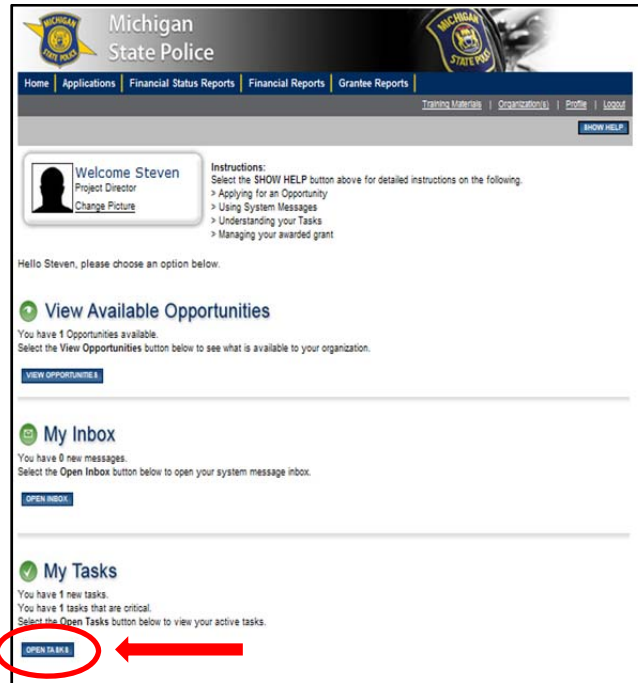 Michigan
State Police
MICHIGAN
STATE POLICE
MICHIGAN
STATE POLICE
Home | Applications | Financial Status Reports | Financial Reports | Grantee Reports |
Training Materials | Organization(s) | Profile | Logout
SHOW HELP
Welcome Steven
Project Director
Change Picture
Instructions:
Select the SHOW HELP button above for detailed instructions on the following.
> Applying for an Opportunity
> Using System Messages
> Understanding your Tasks
> Managing your awarded grant
Hello Steven, please choose an option below.
View Available Opportunities
You have 1 Opportunities available.
Select the View Opportunities button below to see what is available to your organization.
VIEW OPPORTUNITIES
My Inbox
You have 0 new messages.
Select the Open Inbox button below to open your system message inbox.
OPEN INBOX
My Tasks
You have 1 new tasks.
You have 1 tasks that are critical.
Select the Open Tasks button below to view your active tasks.
OPEN TASKS